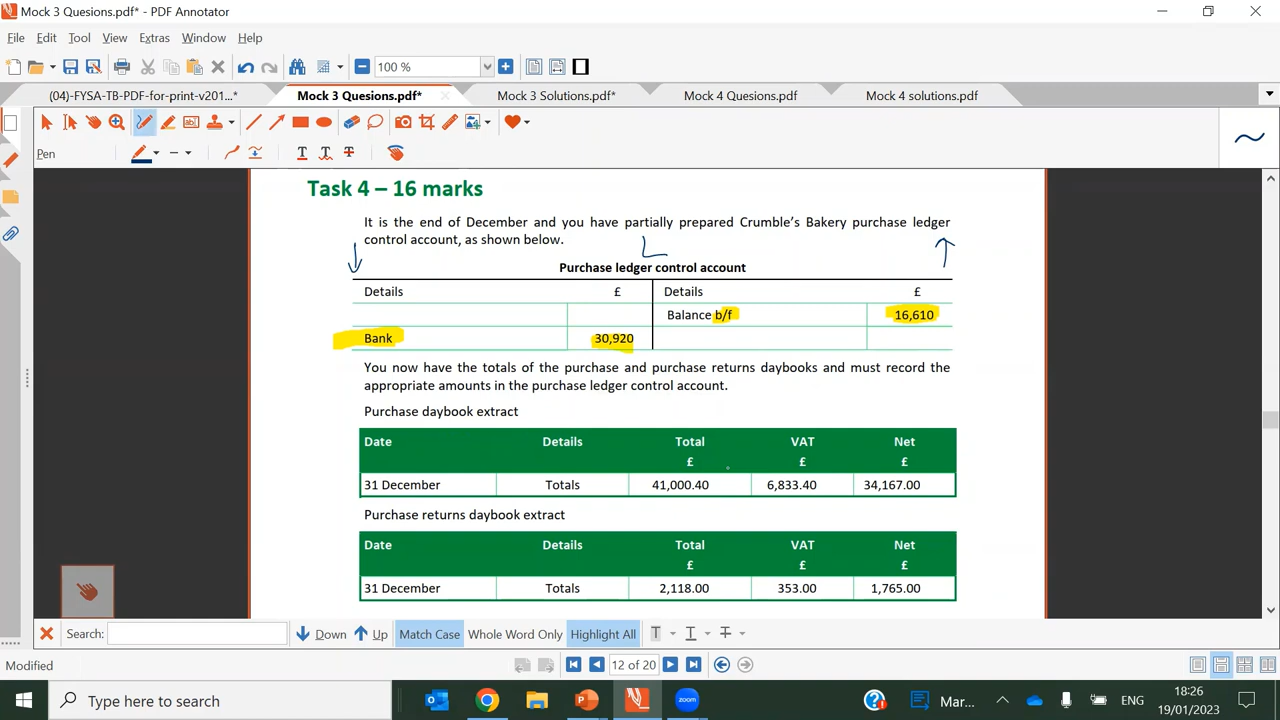 Mock 3 Quesions.pdf* - PDF Annotator
File Edit Tool View Extras Window Help
100 %
(04)-FYSA-TB-PDF-for-print-v201...* Mock 3 Quesions.pdf* Mock 3 Solutions.pdf* Mock 4 Quesions.pdf Mock 4 solutions.pdf
Pen
Task 4 – 16 marks
It is the end of December and you have partially prepared Crumble's Bakery purchase ledger
control account, as shown below.
L
Purchase ledger control account
Details £ Details £
Balance b/f 16,610
Bank 30,920
You now have the totals of the purchase and purchase returns daybooks and must record the
appropriate amounts in the purchase ledger control account.
Purchase daybook extract
Date Details Total VAT Net
£ £ £
31 December Totals 41,000.40 6,833.40 34,167.00
Purchase returns daybook extract
Date Details Total VAT Net
£ £ £
31 December Totals 2,118.00 353.00 1,765.00
Search: Down Up Match Case Whole Word Only Highlight All
Modified 12 of 20
Type here to search Mar... ENG 18:26
19/01/2023